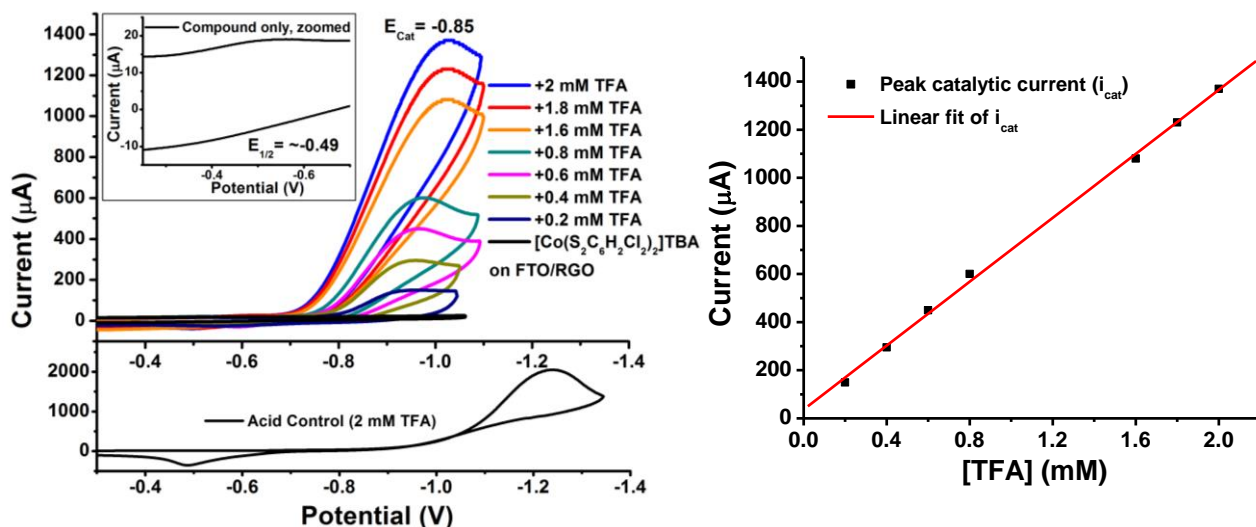 E_Cat = -0.85
Compound only, zoomed
20
10
0
-10
Current (μA)
E_1/2 = ~-0.49
-0.4
-0.6
Potential (V)
1400
1200
1000
800
600
400
200
0
Current (μA)
+2 mM TFA
+1.8 mM TFA
+1.6 mM TFA
+0.8 mM TFA
+0.6 mM TFA
+0.4 mM TFA
+0.2 mM TFA
[Co(S_2C_6H_2Cl_2)_2]TBA
on FTO/RGO
-0.4
-0.6
-0.8
-1.0
-1.2
-1.4
2000
1000
0
Acid Control (2 mM TFA)
-0.4
-0.6
-0.8
-1.0
-1.2
-1.4
Potential (V)
1400
1200
1000
800
600
400
200
0
Current (μA)
Peak catalytic current (i_cat)
Linear fit of i_cat
0.0
0.4
0.8
1.2
1.6
2.0
[TFA] (mM)